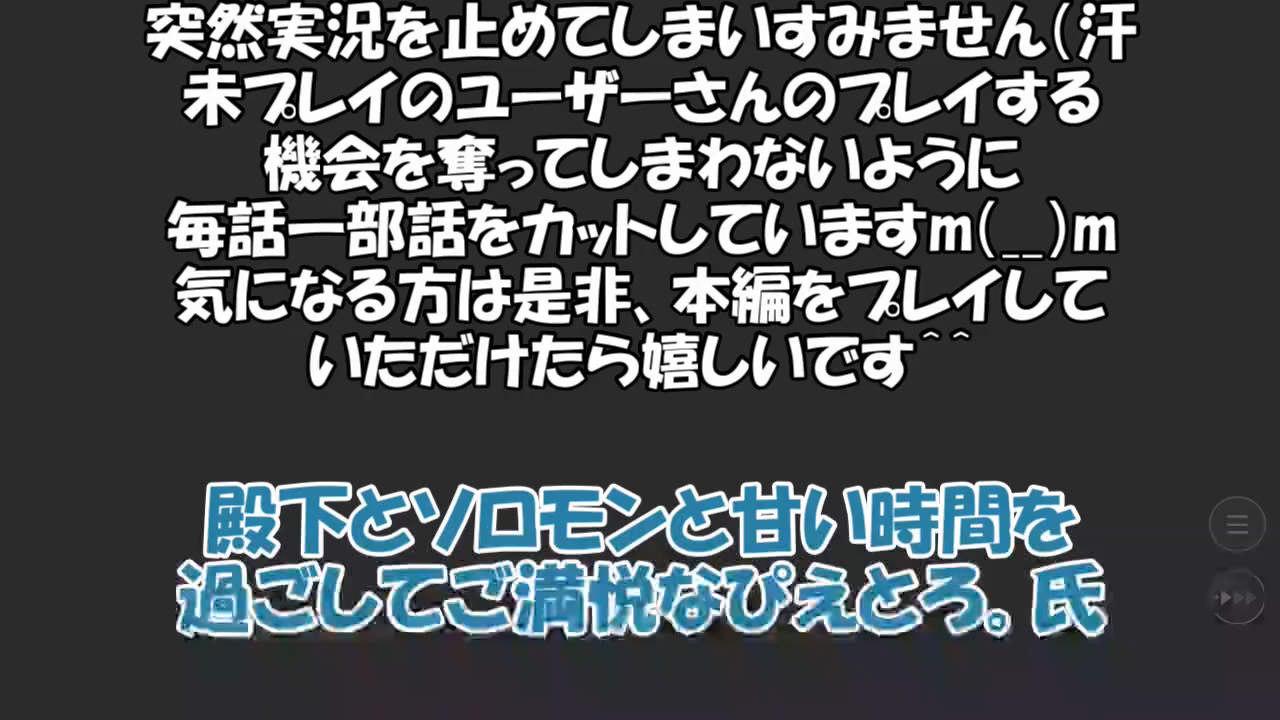 突然実況を止めてしまいすみません(汗
未プレイのユーザーさんのプレイする
機会を奪ってしまわないように
毎話一部話をカットしていますm(__)m
気になる方は是非、本編をプレイして
いただけたら嬉しいです^^
殿下とソロモンと甘い時間を
過ごしてご満悦なぴえとろ。氏